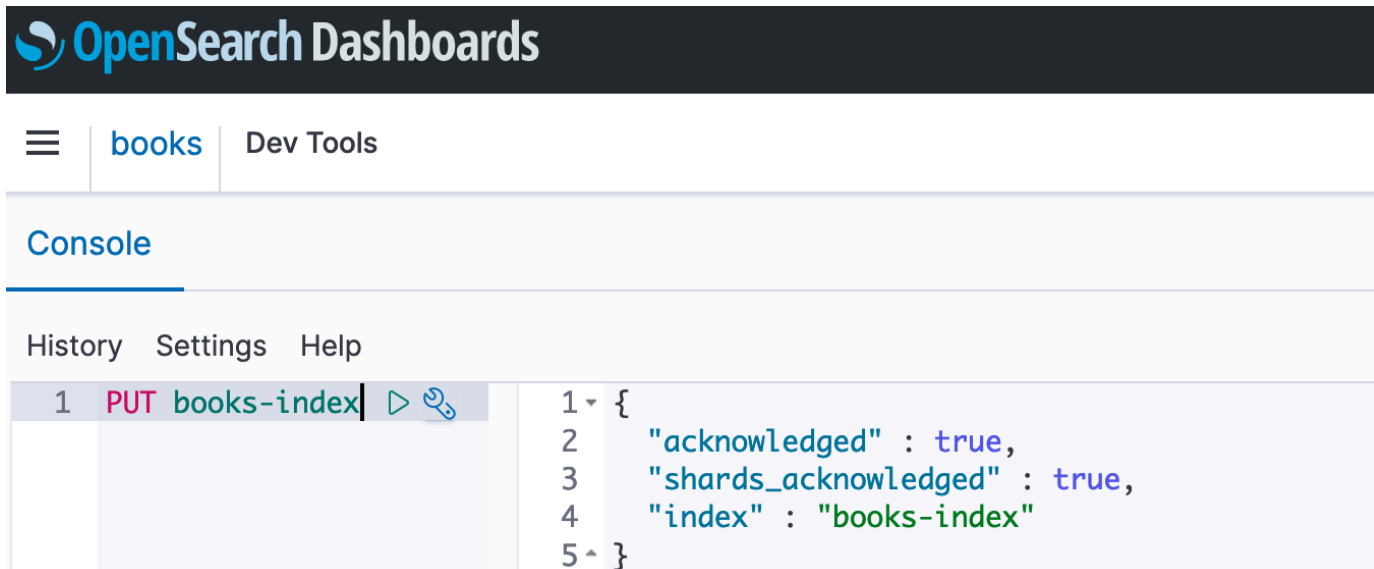 OpenSearch Dashboards
books Dev Tools
Console
History Settings Help
1 PUT books-index
1 {
2 "acknowledged" : true,
3 "shards_acknowledged" : true,
4 "index" : "books-index"
5 }